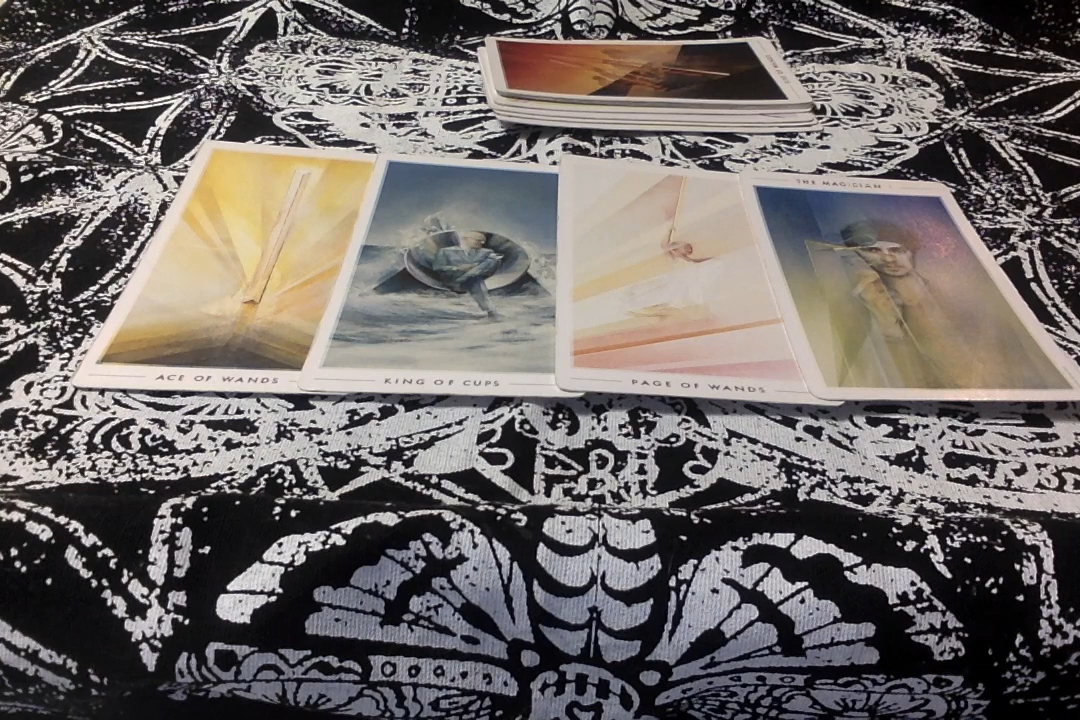 ACE OF WANDS
KING OF CUPS
PAGE OF WANDS
THE MAGICIAN